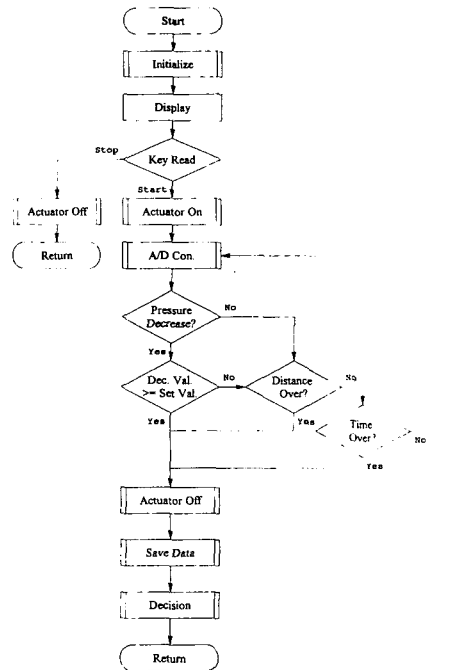 Start
Initialize
Display
Stop
Key Read
Start
Actuator Off
Actuator On
Return
A/D Con.
Pressure
Decrease?
No
Yes
Dec. Val.
>= Set Val.
No
Distance
Over?
No
Yes
Yes
Time
Over?
No
Yes
Actuator Off
Save Data
Decision
Return